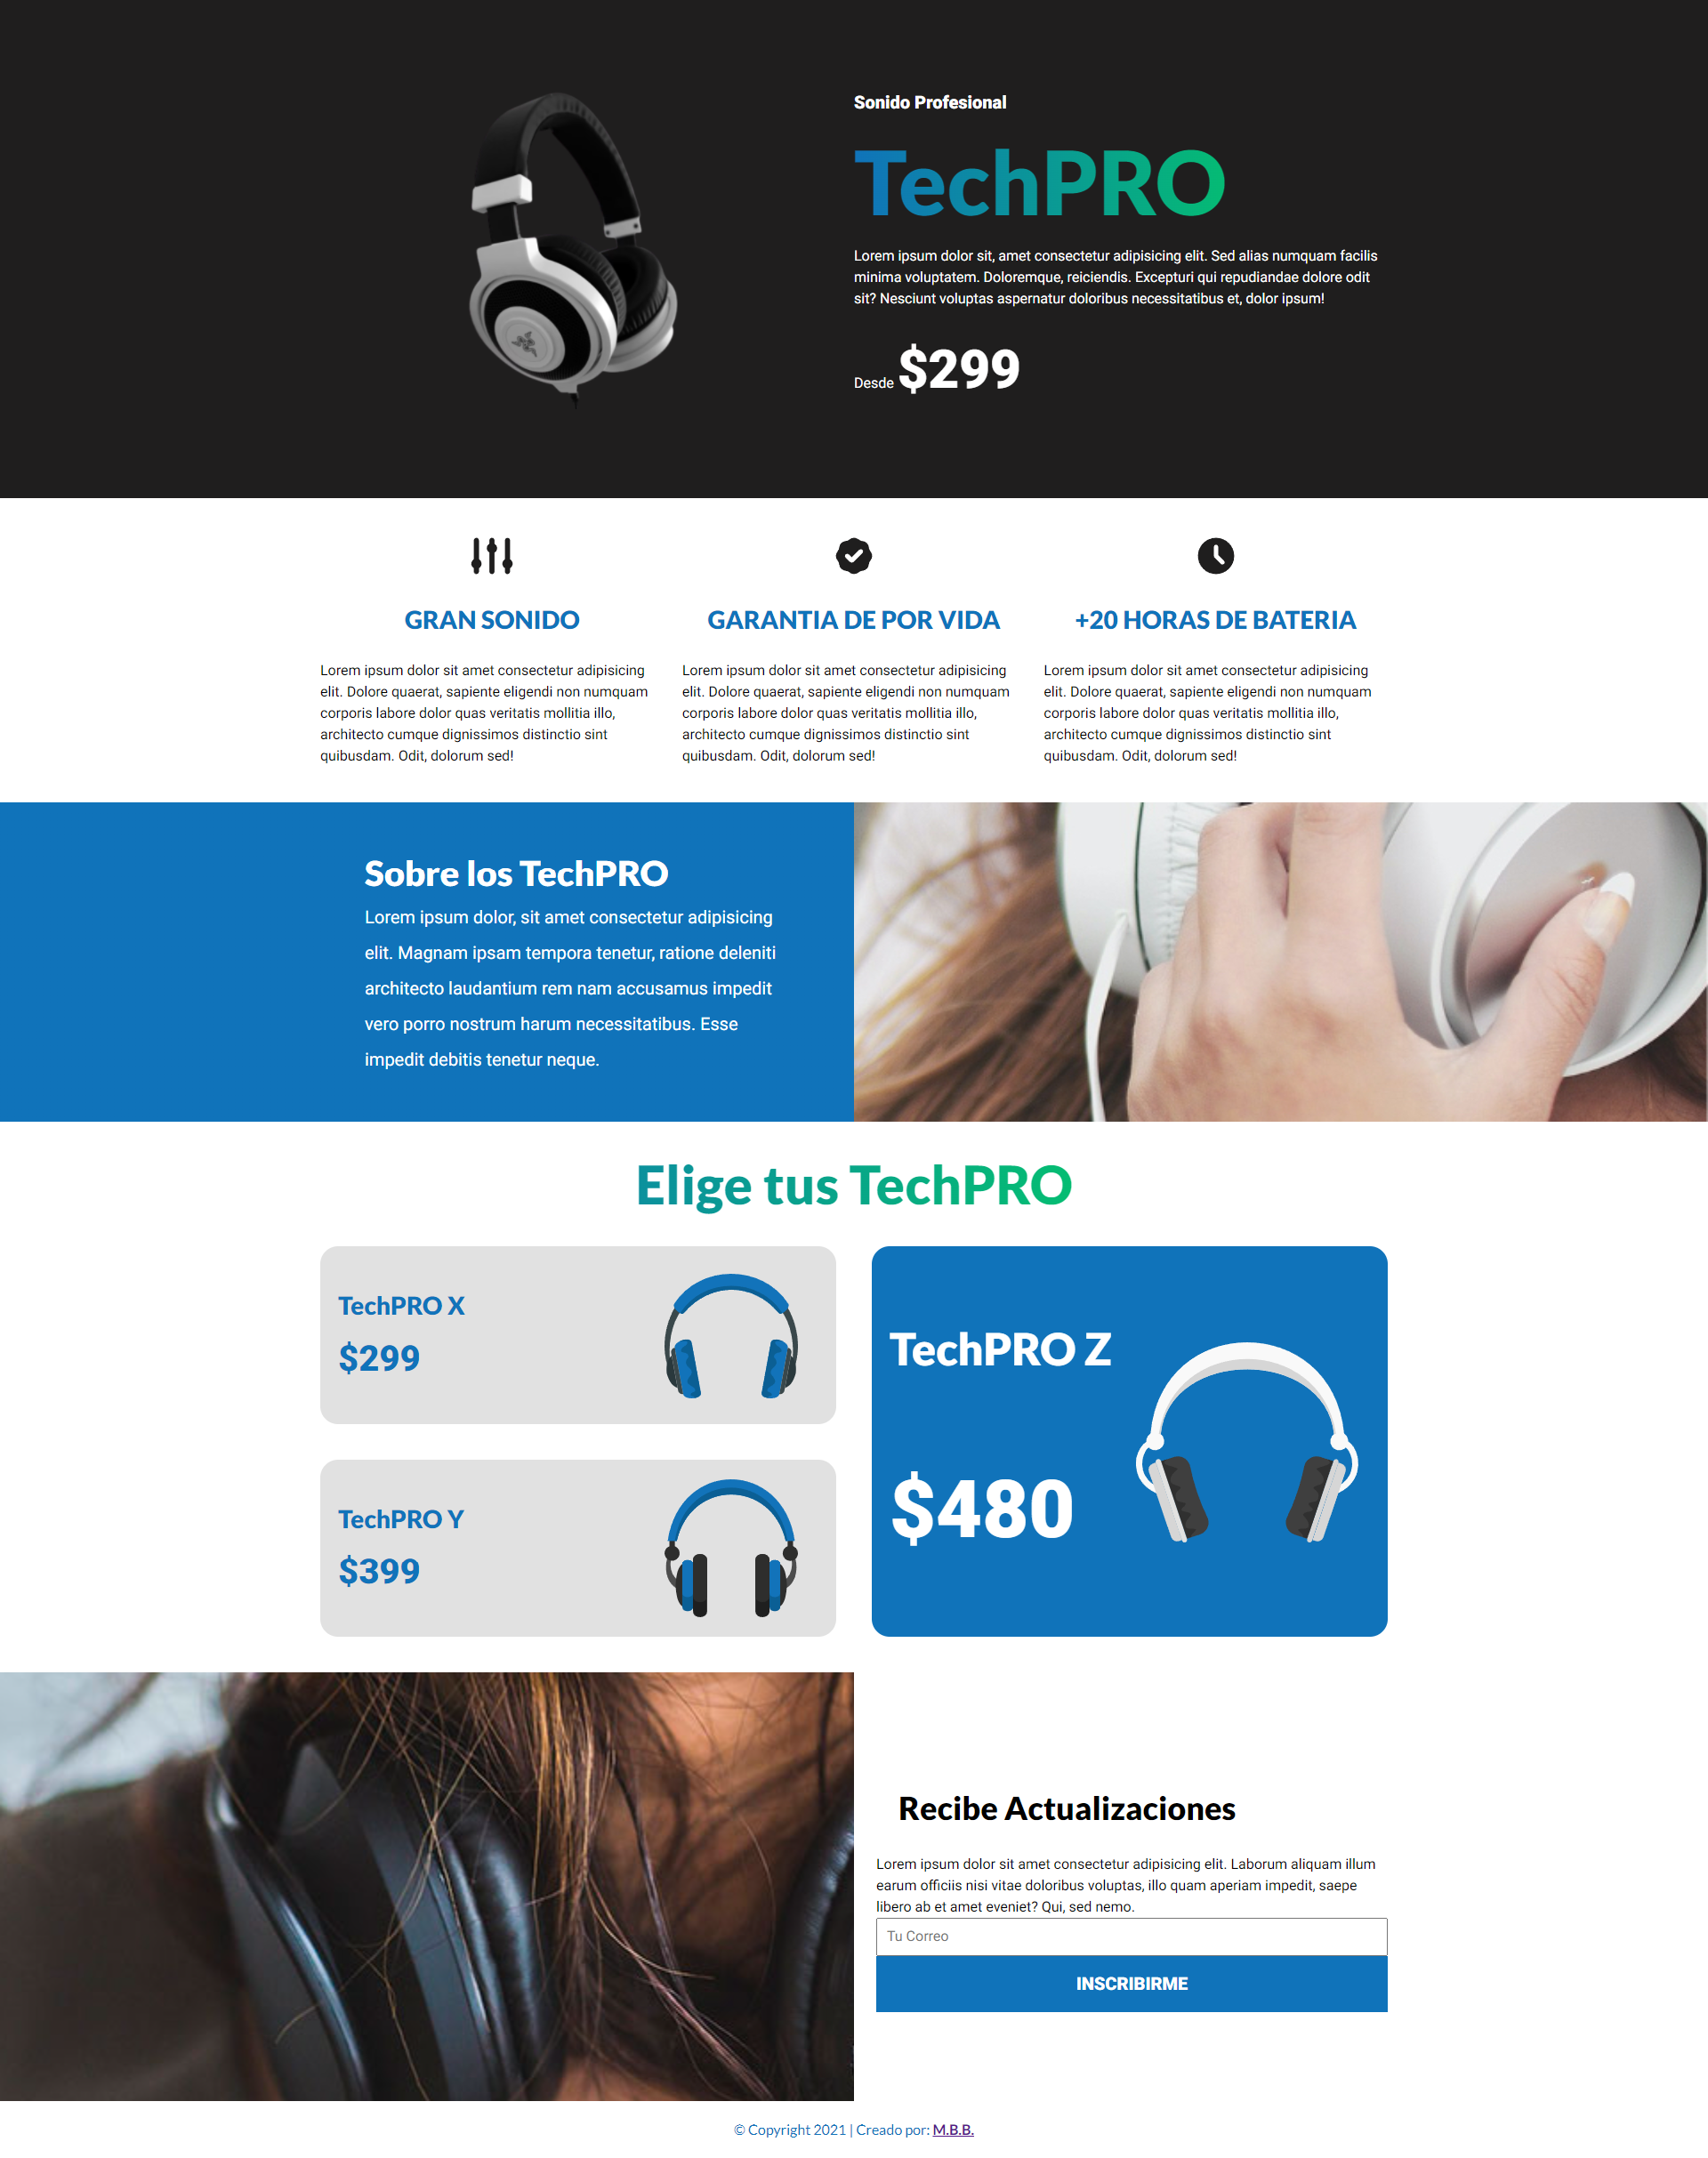 Sonido Profesional
TechPRO
Lorem ipsum dolor sit, amet consectetur adipisicing elit. Sed alias numquam facilis
minima voluptatem. Doloremque, reiciendis. Excepturi qui repudiandae dolore odit
sit? Nesciunt voluptas aspernatur doloribus necessitatibus et, dolor ipsum!
Desde $299
GRAN SONIDO
Lorem ipsum dolor sit amet consectetur adipisicing
elit. Dolore quaerat, sapiente eligendi non numquam
corporis labore dolor quas veritatis mollitia illo,
architecto cumque dignissimos distinctio sint
quibusdam. Odit, dolorum sed!
GARANTIA DE POR VIDA
Lorem ipsum dolor sit amet consectetur adipisicing
elit. Dolore quaerat, sapiente eligendi non numquam
corporis labore dolor quas veritatis mollitia illo,
architecto cumque dignissimos distinctio sint
quibusdam. Odit, dolorum sed!
+20 HORAS DE BATERIA
Lorem ipsum dolor sit amet consectetur adipisicing
elit. Dolore quaerat, sapiente eligendi non numquam
corporis labore dolor quas veritatis mollitia illo,
architecto cumque dignissimos distinctio sint
quibusdam. Odit, dolorum sed!
Sobre los TechPRO
Lorem ipsum dolor, sit amet consectetur adipisicing
elit. Magnam ipsam tempora tenetur, ratione deleniti
architecto laudantium rem nam accusamus impedit
vero porro nostrum harum necessitatibus. Esse
impedit debitis tenetur neque.
Elige tus TechPRO
TechPRO X
$299
TechPRO Y
$399
TechPRO Z
$480
Recibe Actualizaciones
Lorem ipsum dolor sit amet consectetur adipisicing elit. Laborum aliquam illum
earum officiis nisi vitae doloribus voluptas, illo quam aperiam impedit, saepe
libero ab et amet eveniet? Qui, sed nemo.
Tu Correo
INSCRIBIRME
© Copyright 2021 | Creado por: M.B.B.